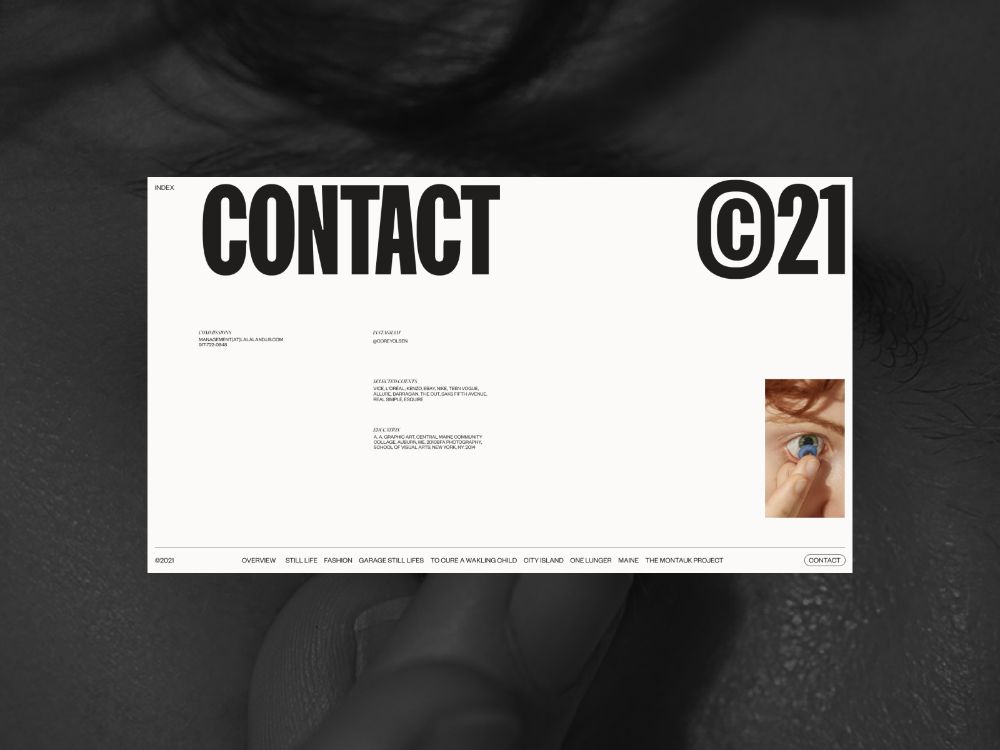 INDEX
CONTACT
©21
COMMISSIONS
MANAGEMENT[AT]LALALAND.US.COM
917-722-0848
INSTAGRAM
@COREYOLSEN
SELECTED CLIENTS
VICE, L'ORÉAL, KENZO, EBAY, NIKE, TEEN VOGUE,
ALLURE, BARRAGAN, THE CUT, SAKS FIFTH AVENUE,
REAL SIMPLE, ESQUIRE
EDUCATION
A. A. GRAPHIC ART, CENTRAL MAINE COMMUNITY
COLLAGE, AUBURN, ME, 2010BFA PHOTOGRAPHY,
SCHOOL OF VISUAL ARTS, NEW YORK, NY 2014
©2021
OVERVIEW STILL LIFE FASHION GARAGE STILL LIFES TO CURE A WAKLING CHILD CITY ISLAND ONE LUNGER MAINE THE MONTAUK PROJECT
CONTACT